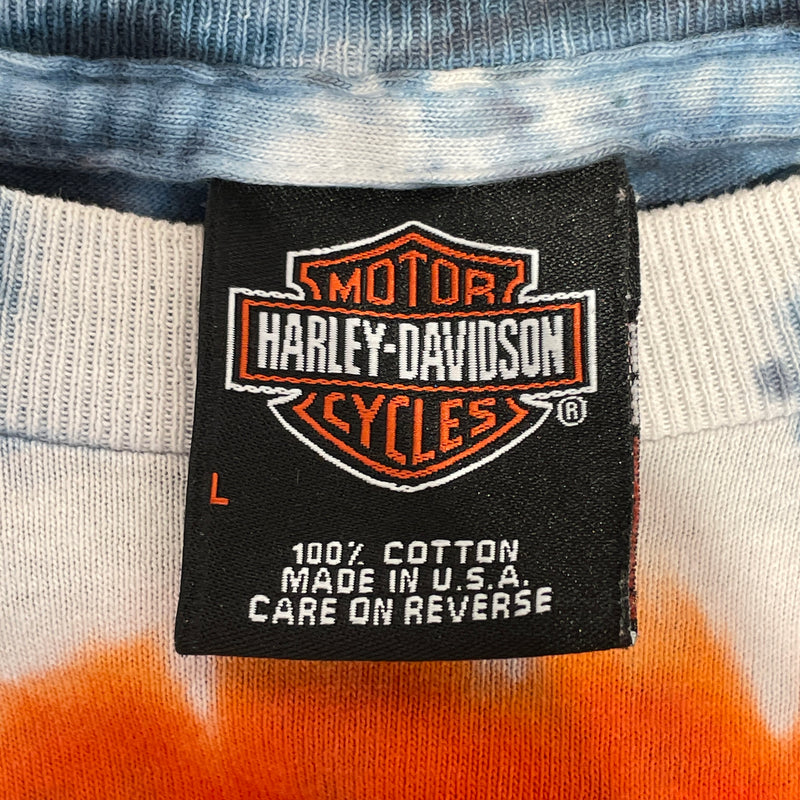 MOTOR
HARLEY-DAVIDSON
CYCLES
®
L
100% COTTON
MADE IN U.S.A.
CARE ON REVERSE